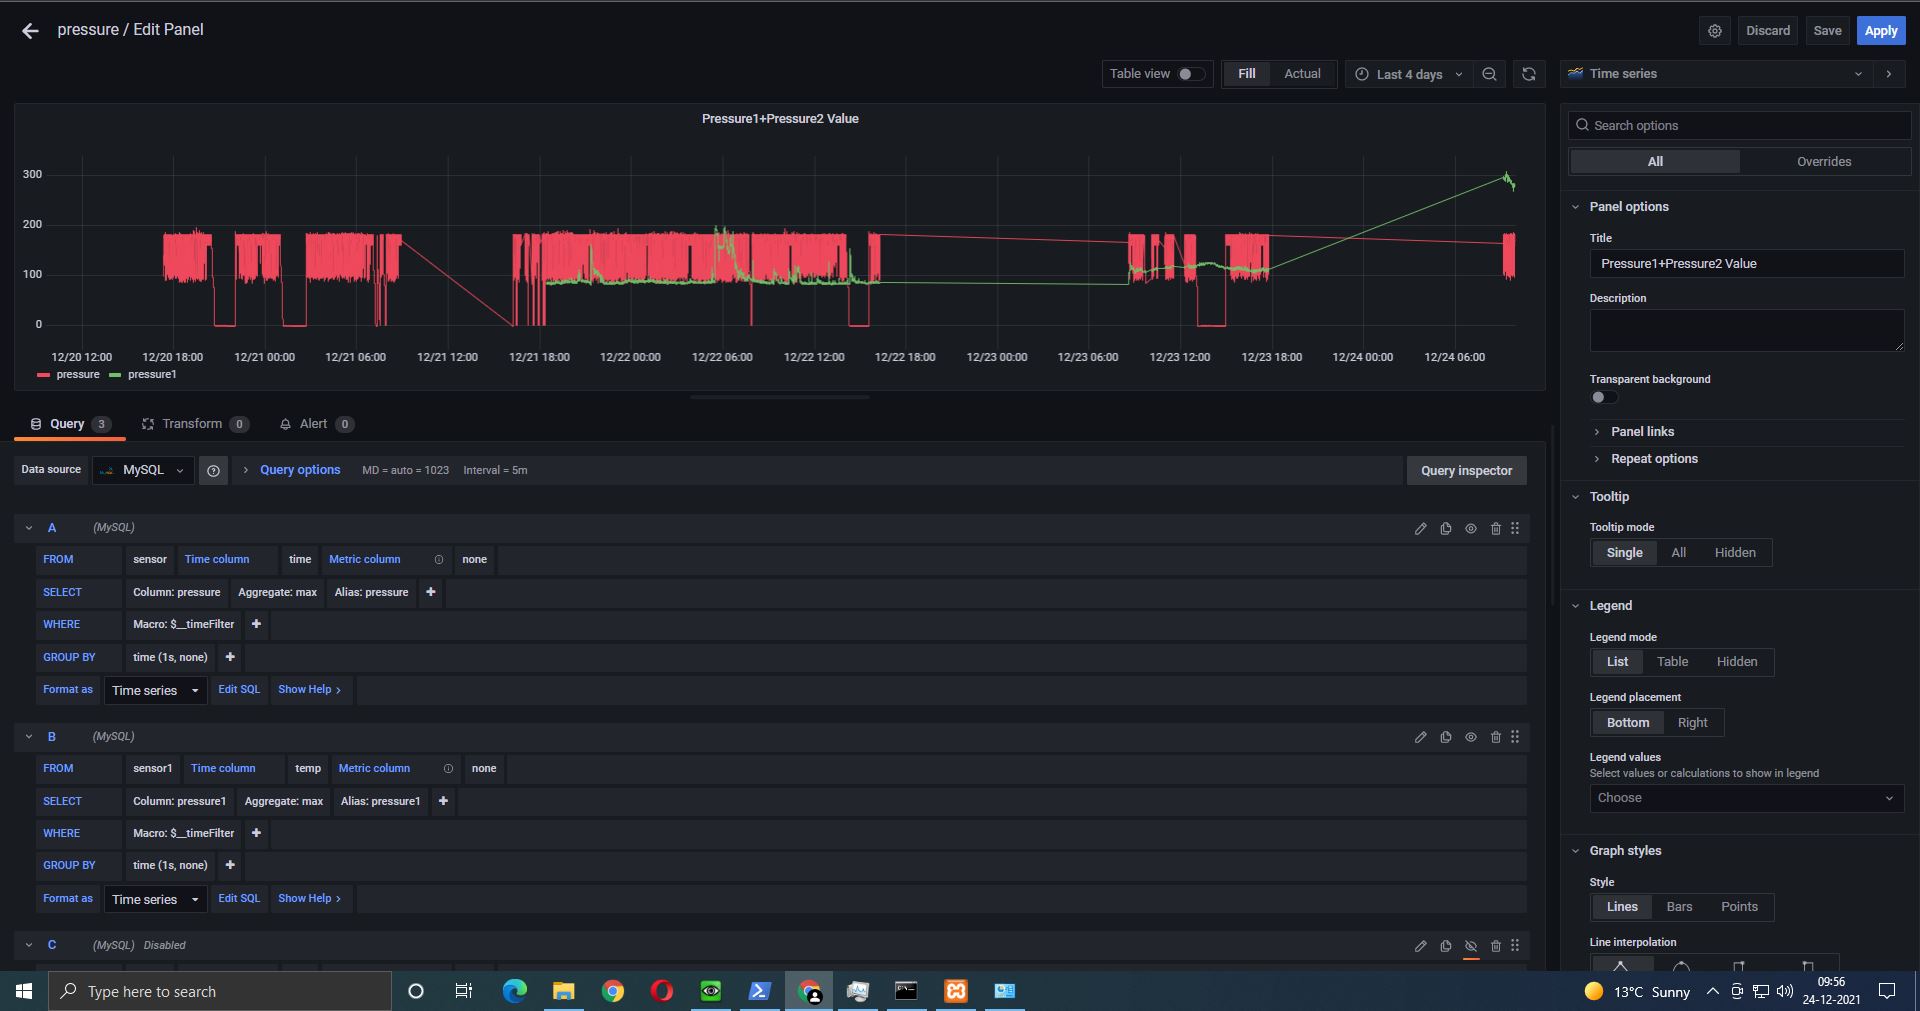 pressure / Edit Panel
Discard Save Apply
Table view Fill Actual Last 4 days Time series
Pressure1+Pressure2 Value
Search options
All Overrides
300
200
100
0
12/20 12:00 12/20 18:00 12/21 00:00 12/21 06:00 12/21 12:00 12/21 18:00 12/22 00:00 12/22 06:00 12/22 12:00 12/22 18:00 12/23 00:00 12/23 06:00 12/23 12:00 12/23 18:00 12/24 00:00 12/24 06:00
pressure pressure1
Panel options
Title
Pressure1+Pressure2 Value
Description
Transparent background
Panel links
Repeat options
Tooltip
Tooltip mode
Single All Hidden
Legend
Legend mode
List Table Hidden
Legend placement
Bottom Right
Legend values
Select values or calculations to show in legend
Choose
Graph styles
Style
Lines Bars Points
Line interpolation
Query 3 Transform 0 Alert 0
Data source MySQL Query options MD = auto = 1023 Interval = 5m Query inspector
A (MySQL)
FROM sensor Time column time Metric column none
SELECT Column: pressure Aggregate: max Alias: pressure
WHERE Macro: $__timeFilter
GROUP BY time (1s, none)
Format as Time series Edit SQL Show Help
B (MySQL)
FROM sensor1 Time column temp Metric column none
SELECT Column: pressure1 Aggregate: max Alias: pressure1
WHERE Macro: $__timeFilter
GROUP BY time (1s, none)
Format as Time series Edit SQL Show Help
C (MySQL) Disabled
Type here to search
13°C Sunny
09:56
24-12-2021